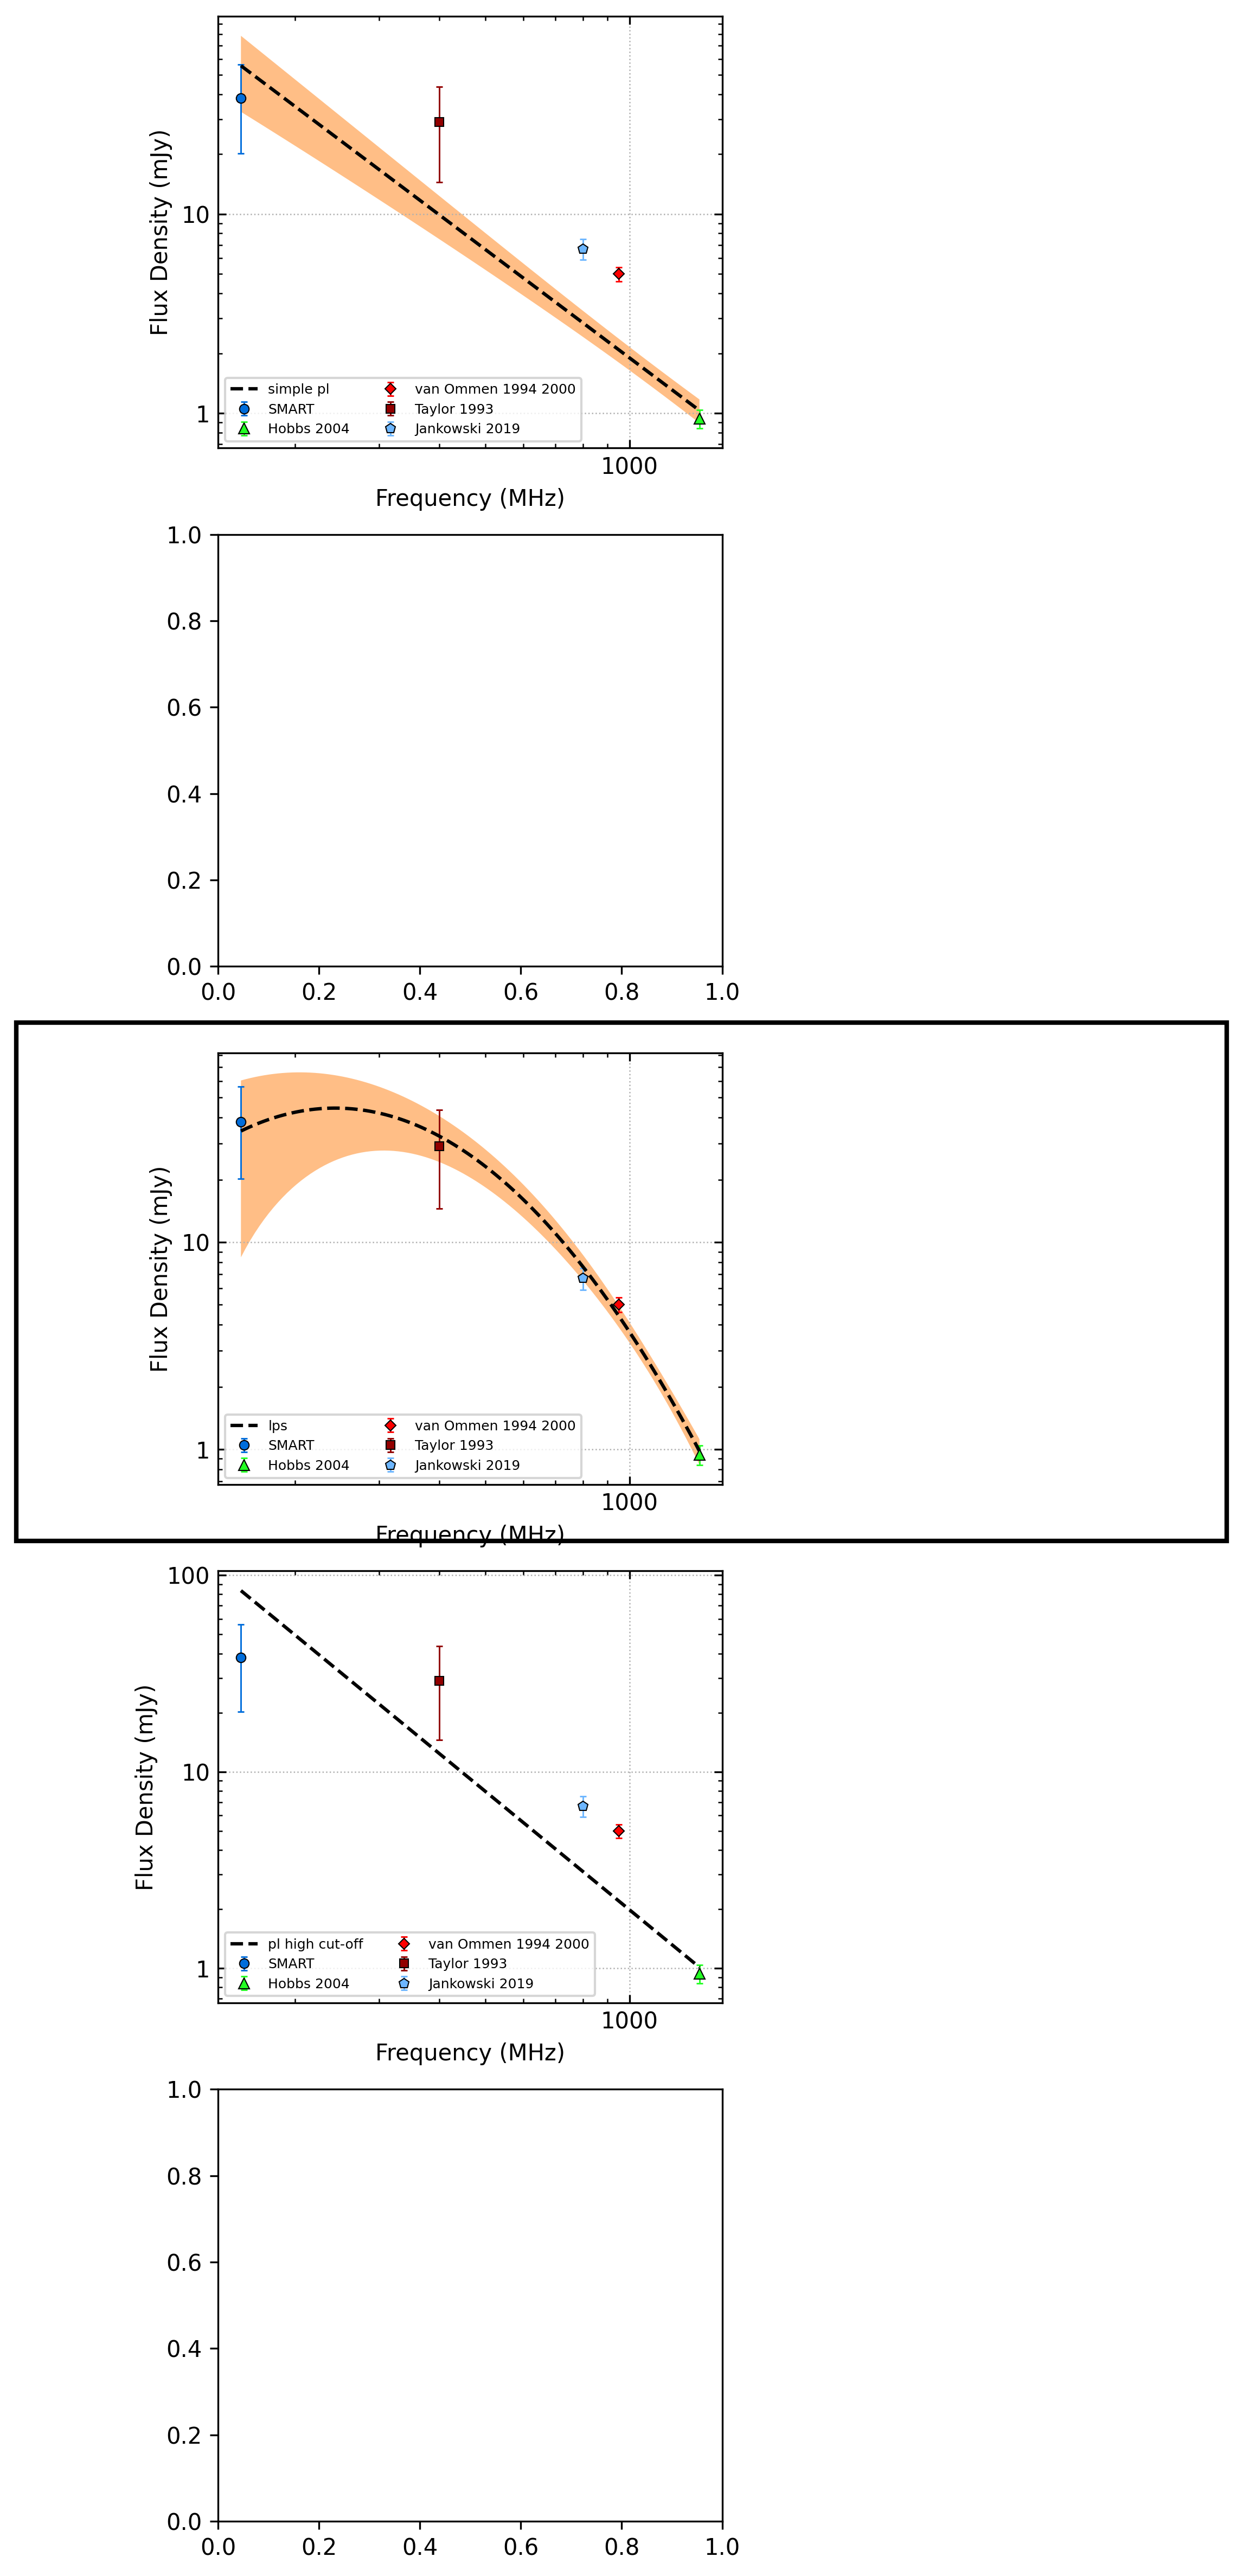 Flux Density (mJy)
10
1
simple pl
SMART
Hobbs 2004
van Ommen 1994 2000
Taylor 1993
Jankowski 2019
1000
Frequency (MHz)
1.0
0.8
0.6
0.4
0.2
0.0
0.0 0.2 0.4 0.6 0.8 1.0
Flux Density (mJy)
10
1
lps
SMART
Hobbs 2004
van Ommen 1994 2000
Taylor 1993
Jankowski 2019
1000
Frequency (MHz)
Flux Density (mJy)
100
10
1
pl high cut-off
SMART
Hobbs 2004
van Ommen 1994 2000
Taylor 1993
Jankowski 2019
1000
Frequency (MHz)
1.0
0.8
0.6
0.4
0.2
0.0
0.0 0.2 0.4 0.6 0.8 1.0